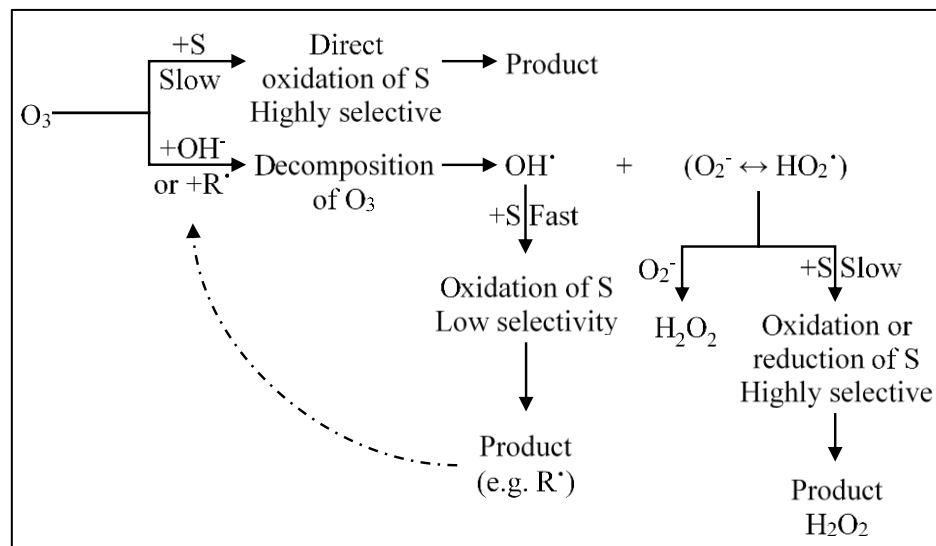 +S
Slow
Direct
oxidation of S
Highly selective
Product
O₃
+OH⁻
or +R•
Decomposition
of O₃
OH•
+
(O₂⁻ ↔ HO₂•)
+S Fast
Oxidation of S
Low selectivity
O₂⁻
H₂O₂
+S Slow
Oxidation or
reduction of S
Highly selective
Product
(e.g. R•)
Product
H₂O₂